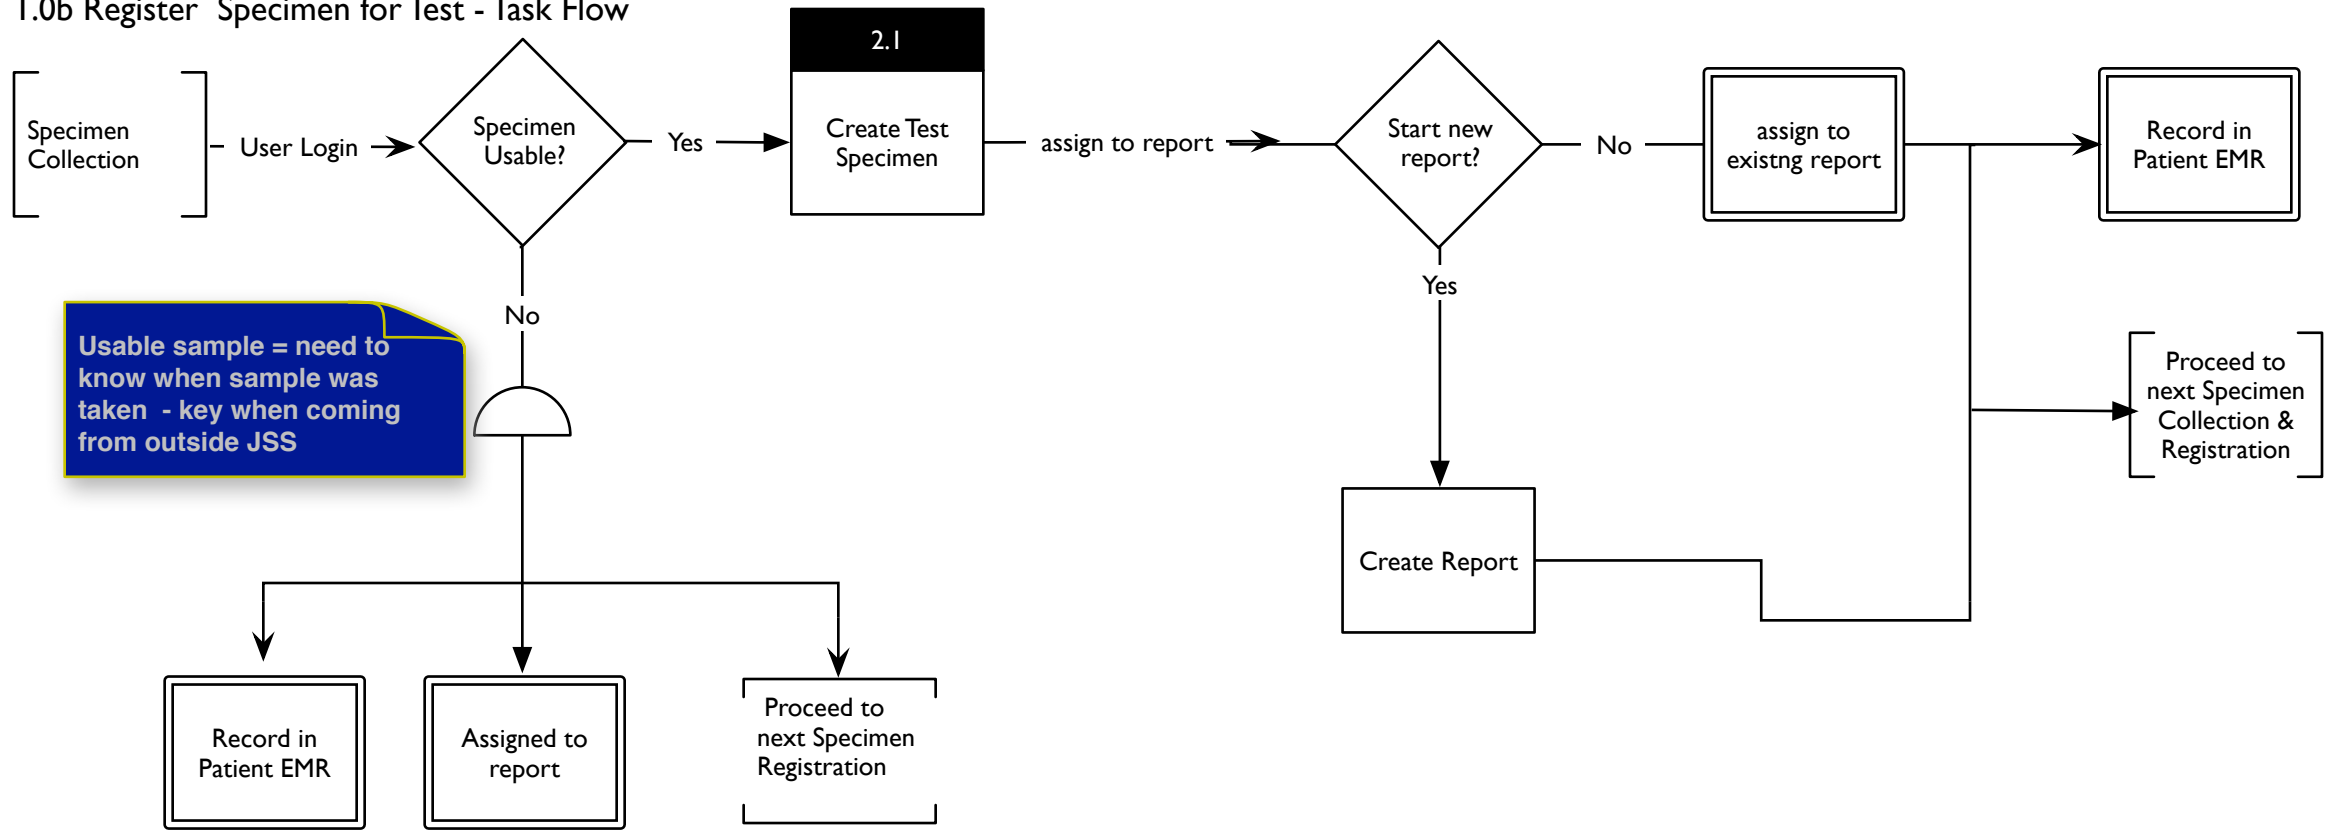 1.0b Register Specimen for Test - Task Flow
Specimen
Collection
User Login
Specimen
Usable?
Yes
2.1
Create Test
Specimen
assign to report
Start new
report?
No
assign to
existng report
Record in
Patient EMR
No
Yes
Usable sample = need to
know when sample was
taken - key when coming
from outside JSS
Proceed to
next Specimen
Collection &
Registration
Create Report
Record in
Patient EMR
Assigned to
report
Proceed to
next Specimen
Registration